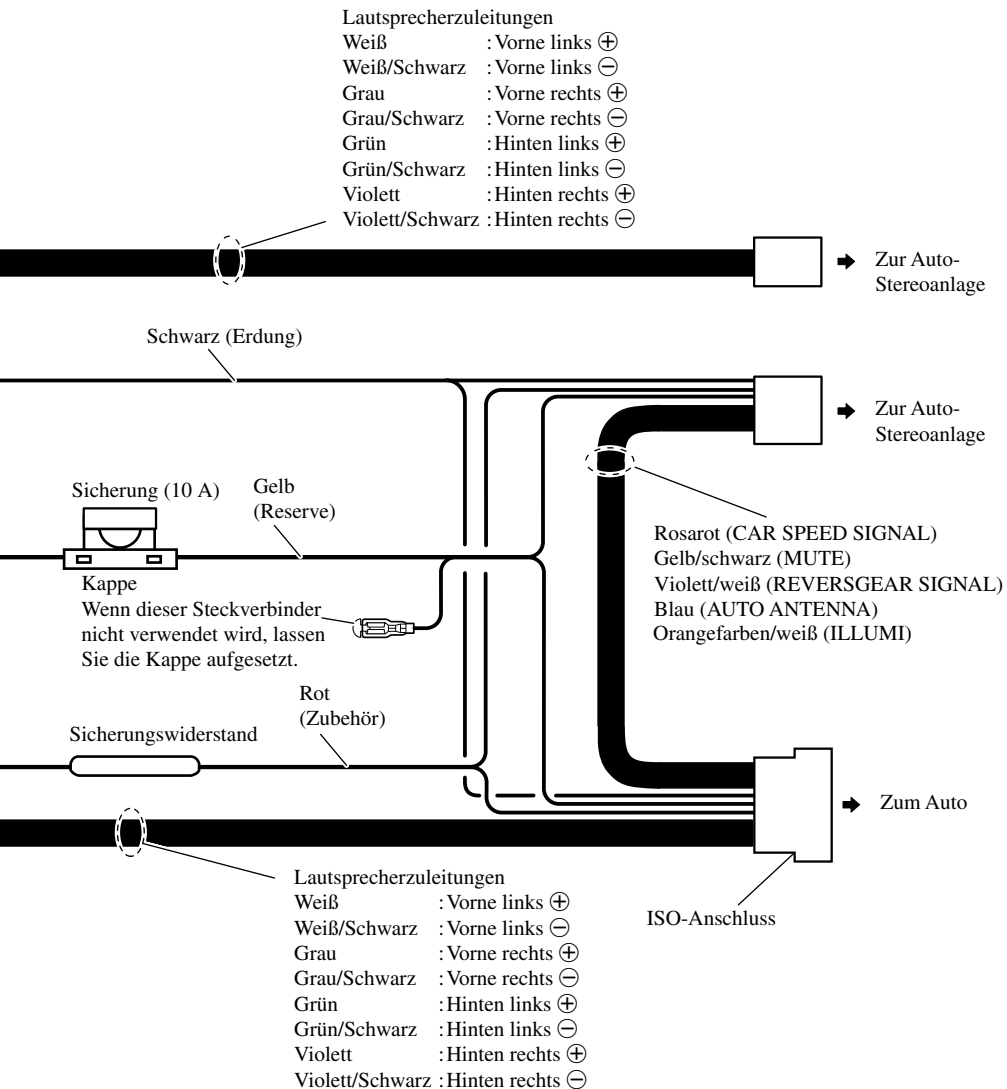 Lautsprecherzuleitungen
Weiß : Vorne links ⊕
Weiß/Schwarz : Vorne links ⊖
Grau : Vorne rechts ⊕
Grau/Schwarz : Vorne rechts ⊖
Grün : Hinten links ⊕
Grün/Schwarz : Hinten links ⊖
Violett : Hinten rechts ⊕
Violett/Schwarz : Hinten rechts ⊖
Zur Auto-
Stereoanlage
Schwarz (Erdung)
Zur Auto-
Stereoanlage
Sicherung (10 A)
Gelb
(Reserve)
Rosarot (CAR SPEED SIGNAL)
Gelb/schwarz (MUTE)
Violett/weiß (REVERSGEAR SIGNAL)
Blau (AUTO ANTENNA)
Orangefarben/weiß (ILLUMI)
Kappe
Wenn dieser Steckverbinder
nicht verwendet wird, lassen
Sie die Kappe aufgesetzt.
Rot
(Zubehör)
Sicherungswiderstand
Zum Auto
ISO-Anschluss
Lautsprecherzuleitungen
Weiß : Vorne links ⊕
Weiß/Schwarz : Vorne links ⊖
Grau : Vorne rechts ⊕
Grau/Schwarz : Vorne rechts ⊖
Grün : Hinten links ⊕
Grün/Schwarz : Hinten links ⊖
Violett : Hinten rechts ⊕
Violett/Schwarz : Hinten rechts ⊖